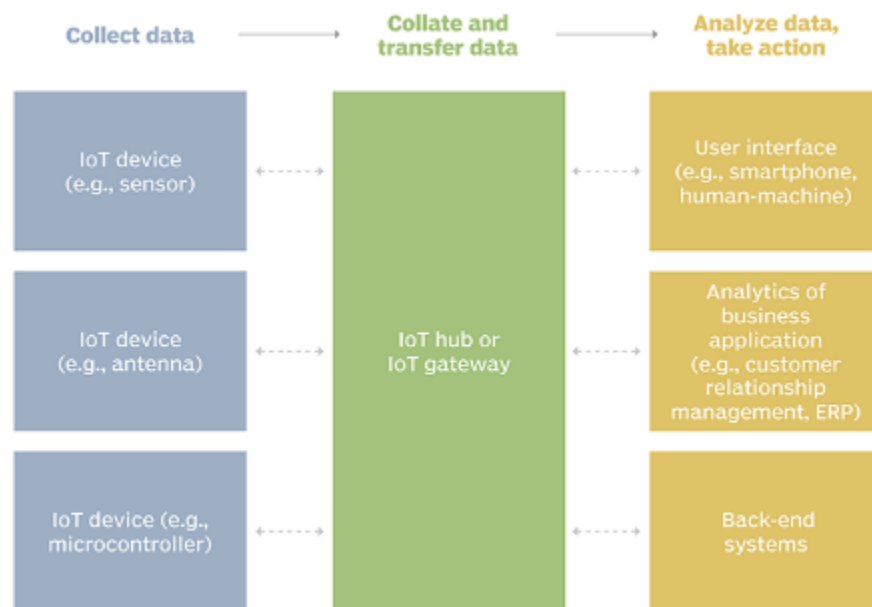 Collect data
Collate and
transfer data
Analyze data,
take action
IoT device
(e.g., sensor)
User interface
(e.g., smartphone,
human-machine)
IoT device
(e.g., antenna)
IoT hub or
IoT gateway
Analytics of
business
application
(e.g., customer
relationship
management, ERP)
IoT device (e.g.,
microcontroller)
Back-end
systems